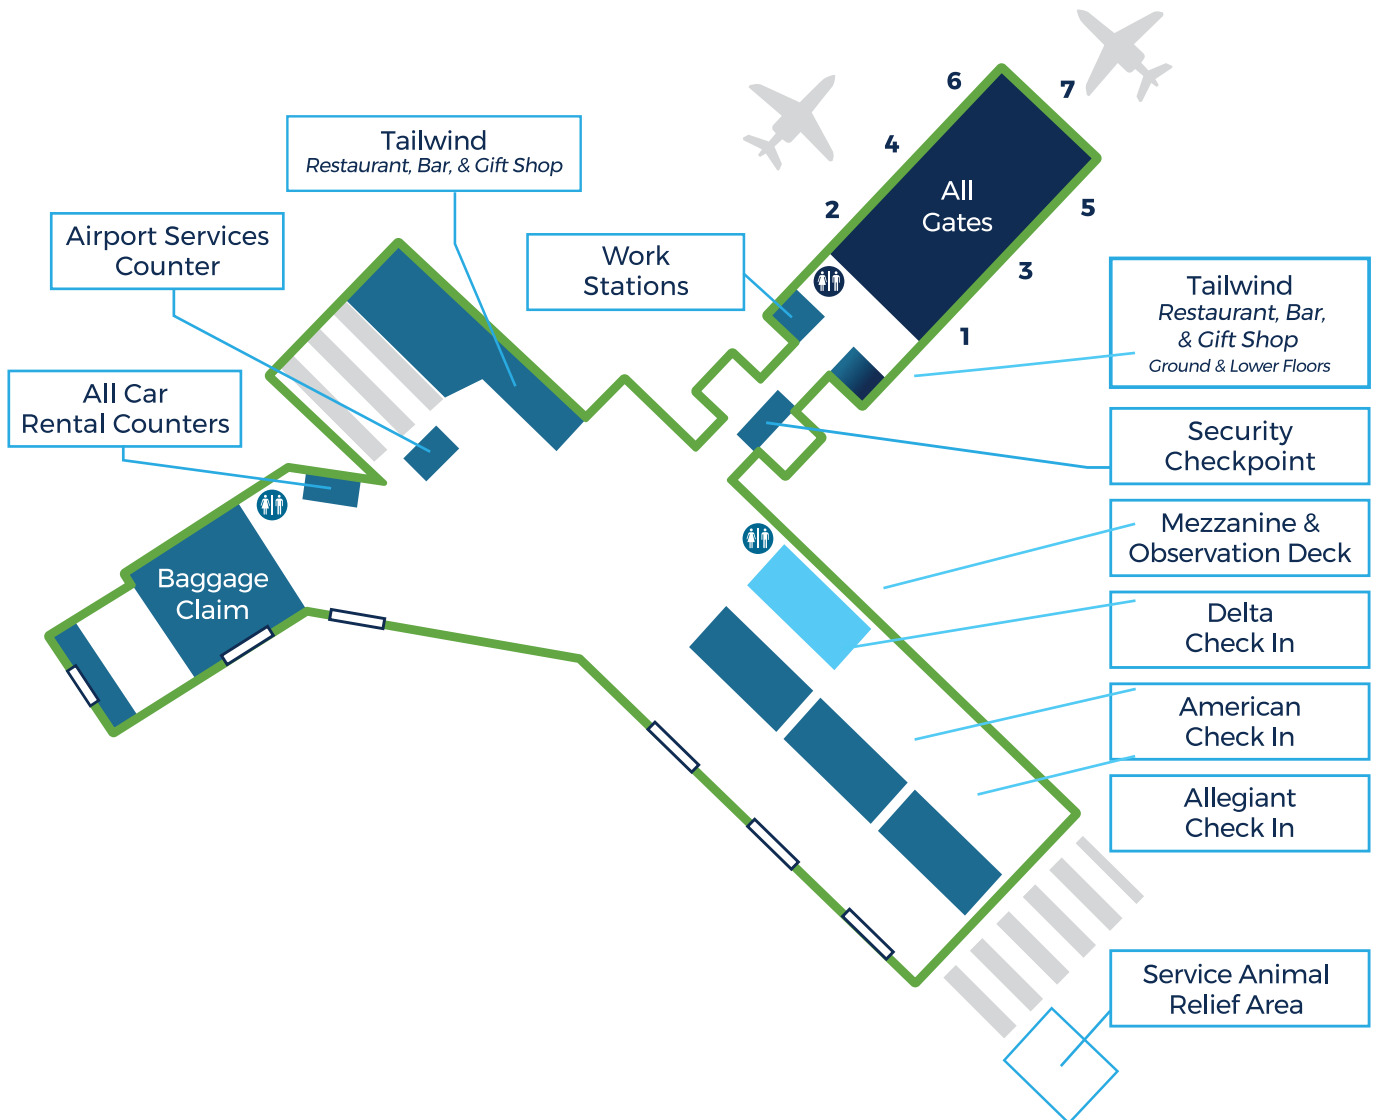 6
7
Tailwind
Restaurant, Bar, & Gift Shop
4
All
Gates
2
5
Airport Services
Counter
Work
Stations
3
Tailwind
Restaurant, Bar,
& Gift Shop
Ground & Lower Floors
1
All Car
Rental Counters
Security
Checkpoint
Mezzanine &
Observation Deck
Baggage
Claim
Delta
Check In
American
Check In
Allegiant
Check In
Service Animal
Relief Area